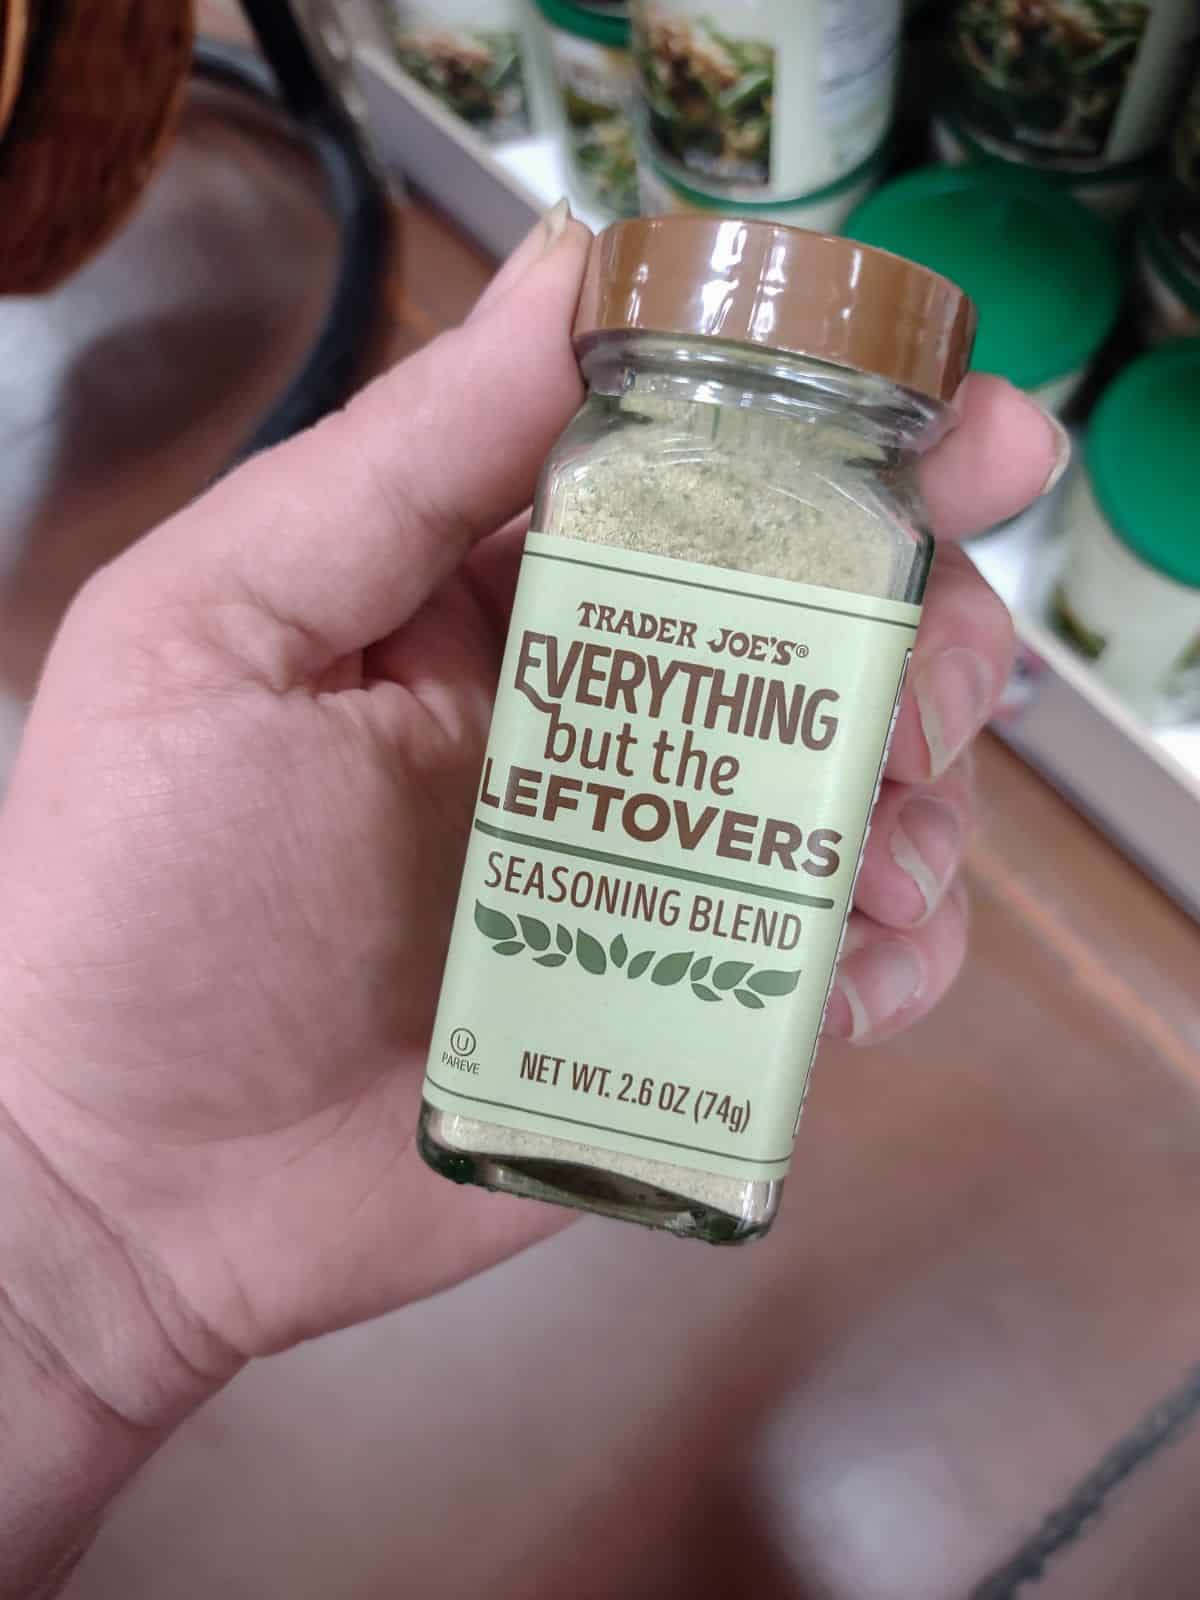 TRADER JOE'S®
EVERYTHING
but the
LEFTOVERS
SEASONING BLEND
U
PAREVE
NET WT. 2.6 OZ (74g)